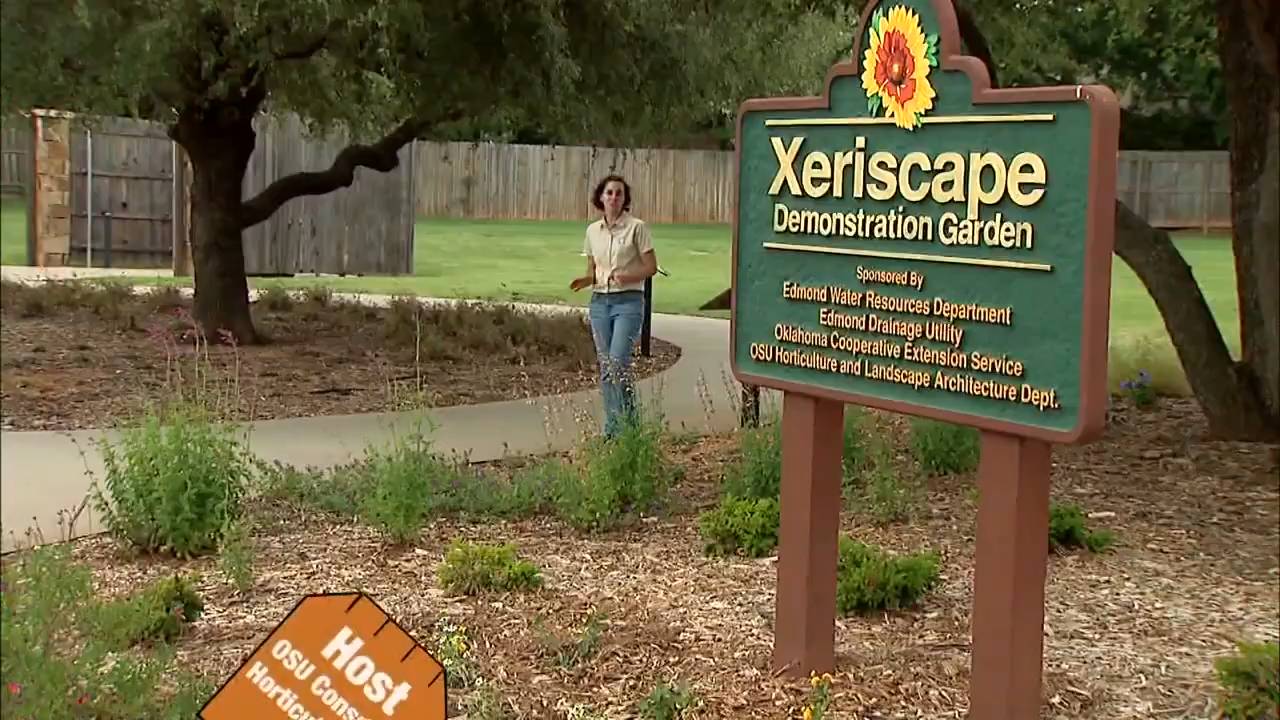 Xeriscape
Demonstration Garden
Sponsored By
Edmond Water Resources Department
Edmond Drainage Utility
Oklahoma Cooperative Extension Service
OSU Horticulture and Landscape Architecture Dept.
Host
OSU